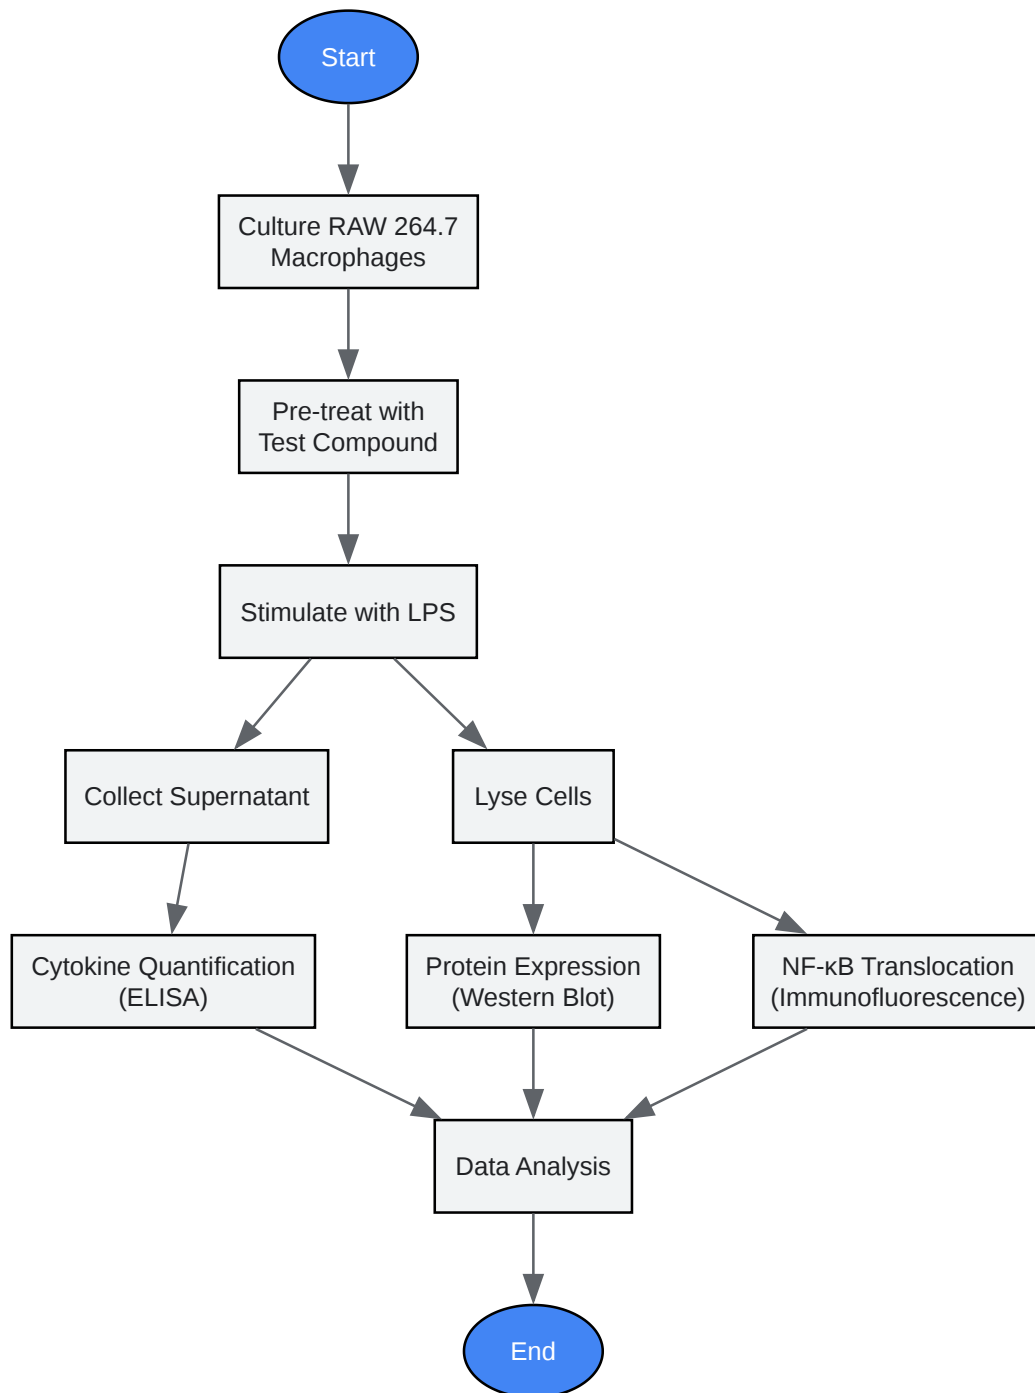 Start
Culture RAW 264.7
Macrophages
Pre-treat with
Test Compound
Stimulate with LPS
Collect Supernatant
Lyse Cells
Cytokine Quantification
(ELISA)
Protein Expression
(Western Blot)
NF-κB Translocation
(Immunofluorescence)
Data Analysis
End